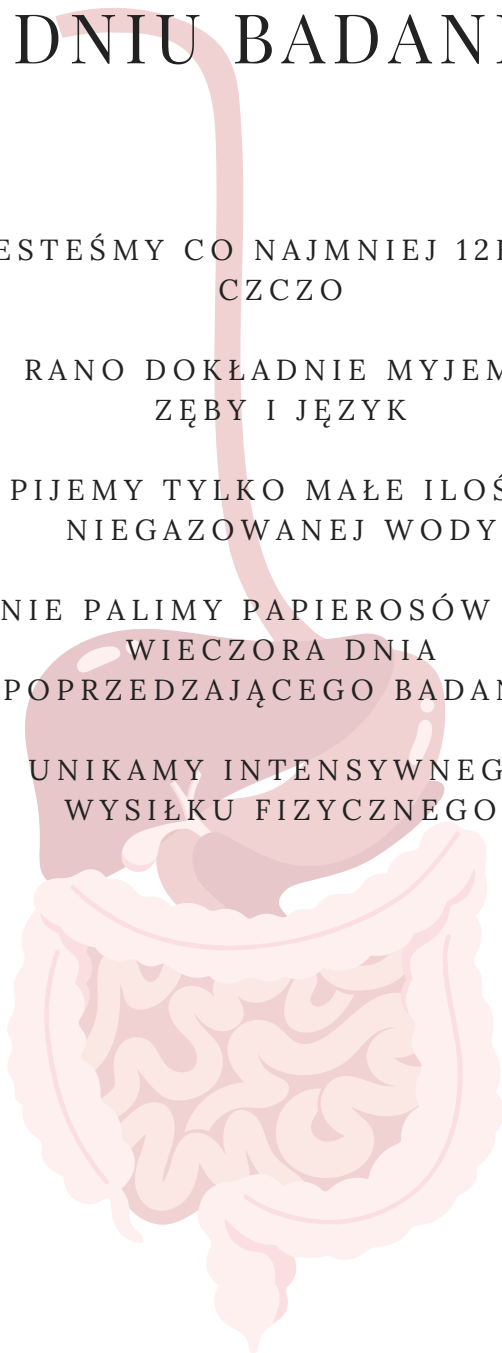 DNIU BADANI
ESTEŚMY CO NAJMNIEJ 12
CZCZO
RANO DOKŁADNIE MYJEM
ZĘBY I JĘZYK
PIJEMY TYLKO MAŁE ILOŚ
NIEGAZOWANEJ WODY
NIE PALIMY PAPIEROSÓW
WIECZORA DNIA
POPRZEDZAJĄCEGO BADAN
UNIKAMY INTENSYWNEG
WYSIŁKU FIZYCZNEGO